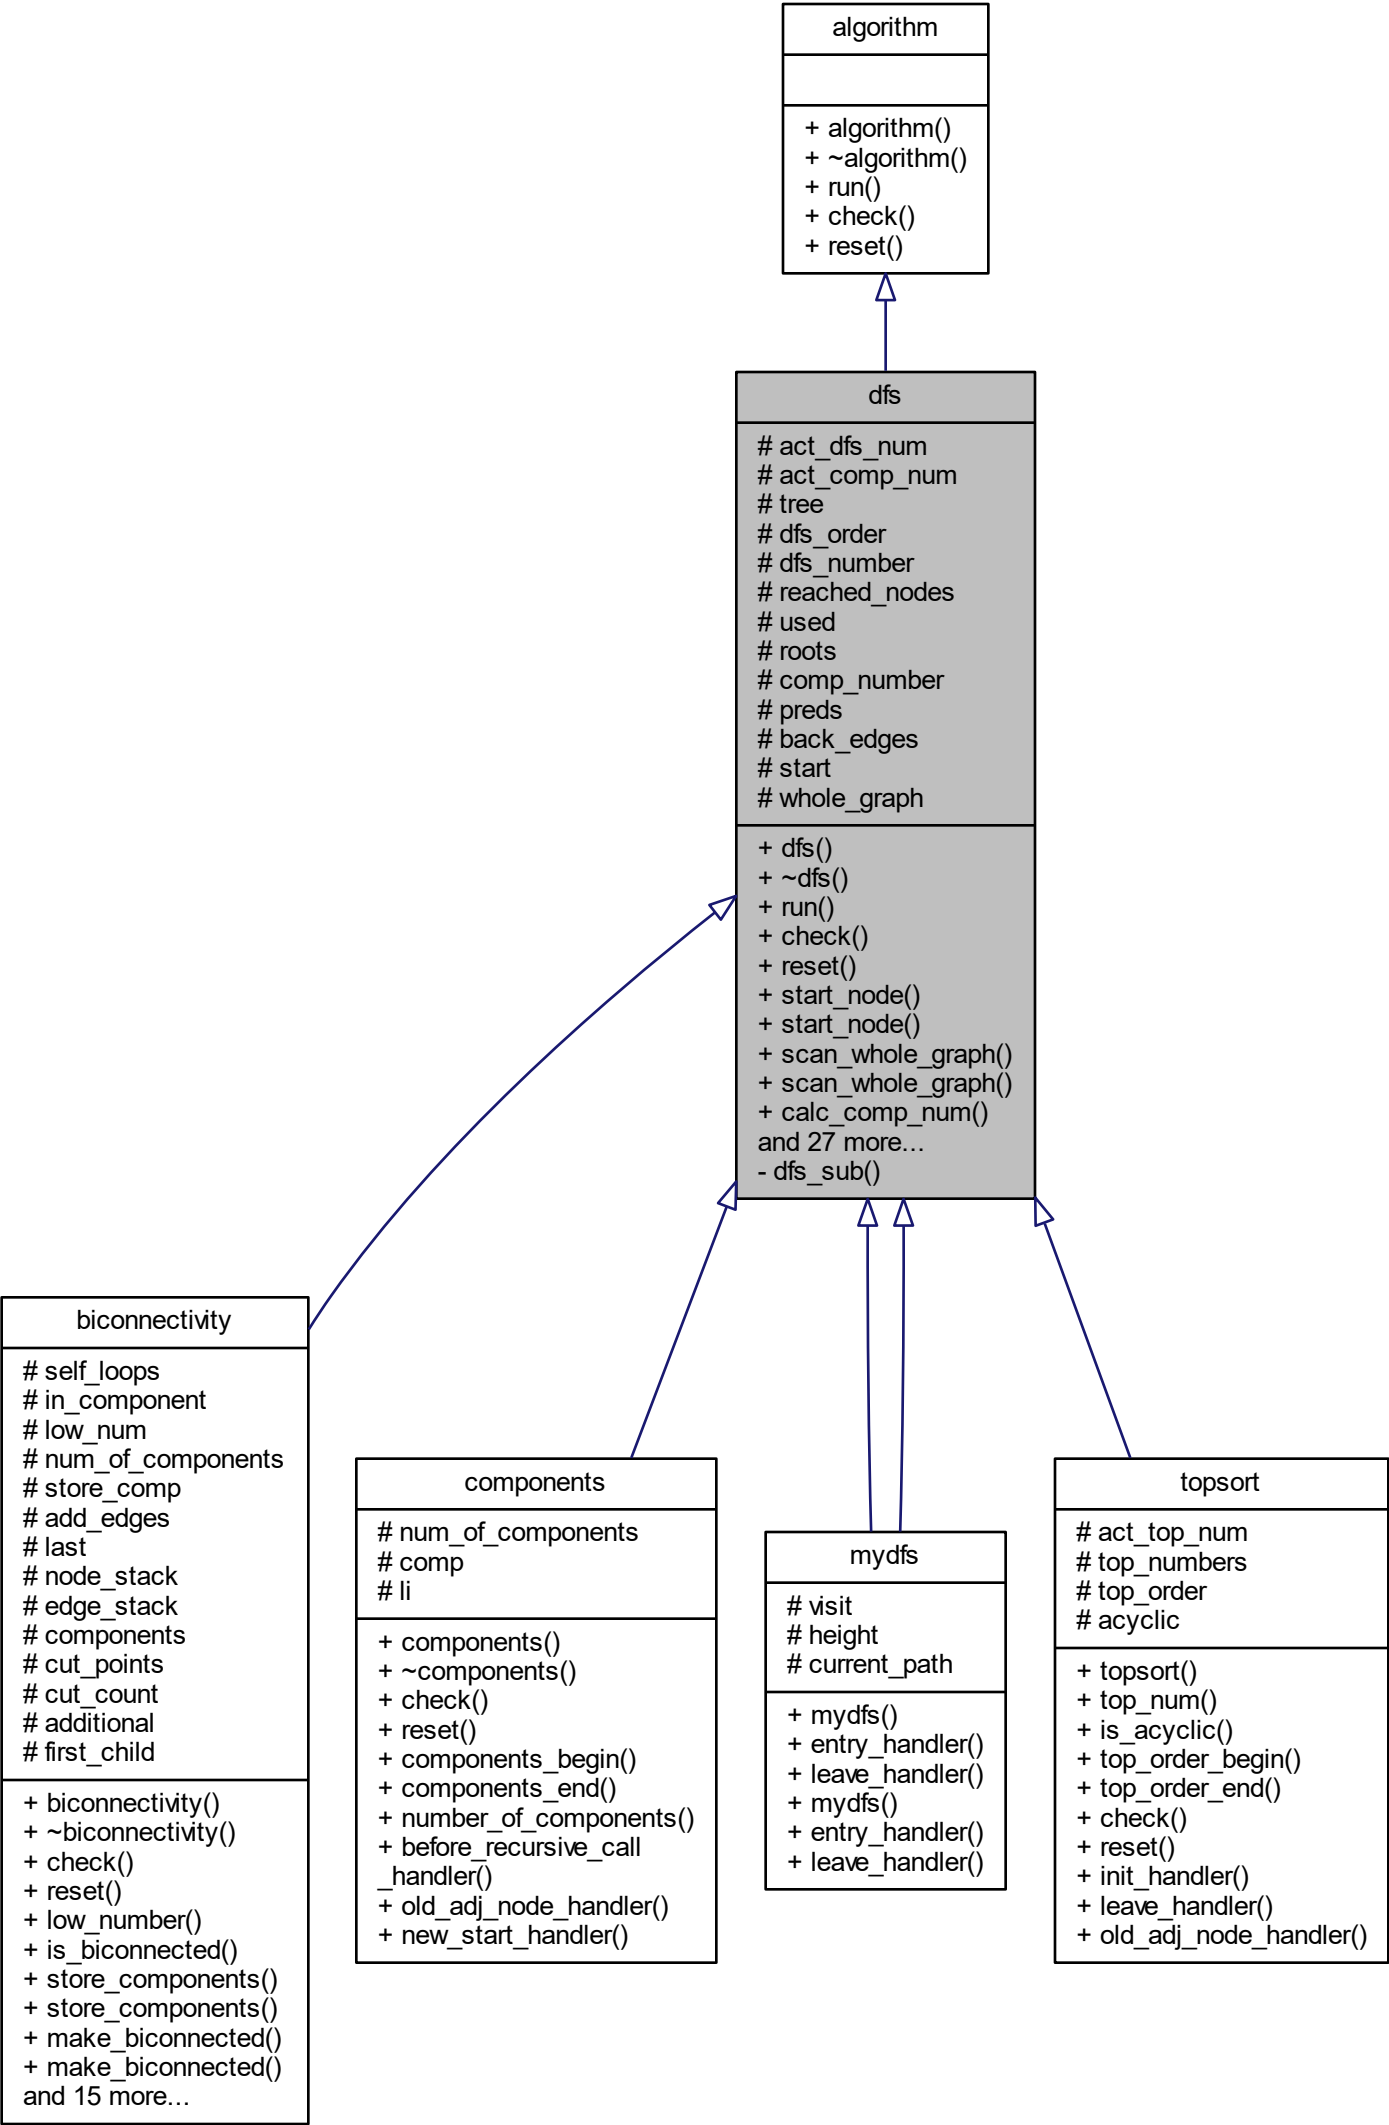 algorithm
+ algorithm()
+ ~algorithm()
+ run()
+ check()
+ reset()
dfs
# act_dfs_num
# act_comp_num
# tree
# dfs_order
# dfs_number
# reached_nodes
# used
# roots
# comp_number
# preds
# back_edges
# start
# whole_graph
+ dfs()
+ ~dfs()
+ run()
+ check()
+ reset()
+ start_node()
+ start_node()
+ scan_whole_graph()
+ scan_whole_graph()
+ calc_comp_num()
and 27 more...
- dfs_sub()
biconnectivity
# self_loops
# in_component
# low_num
# num_of_components
# store_comp
# add_edges
# last
# node_stack
# edge_stack
# components
# cut_points
# cut_count
# additional
# first_child
+ biconnectivity()
+ ~biconnectivity()
+ check()
+ reset()
+ low_number()
+ is_biconnected()
+ store_components()
+ store_components()
+ make_biconnected()
+ make_biconnected()
and 15 more...
components
# num_of_components
# comp
# li
+ components()
+ ~components()
+ check()
+ reset()
+ components_begin()
+ components_end()
+ number_of_components()
+ before_recursive_call
_handler()
+ old_adj_node_handler()
+ new_start_handler()
mydfs
# visit
# height
# current_path
+ mydfs()
+ entry_handler()
+ leave_handler()
+ mydfs()
+ entry_handler()
+ leave_handler()
topsort
# act_top_num
# top_numbers
# top_order
# acyclic
+ topsort()
+ top_num()
+ is_acyclic()
+ top_order_begin()
+ top_order_end()
+ check()
+ reset()
+ init_handler()
+ leave_handler()
+ old_adj_node_handler()